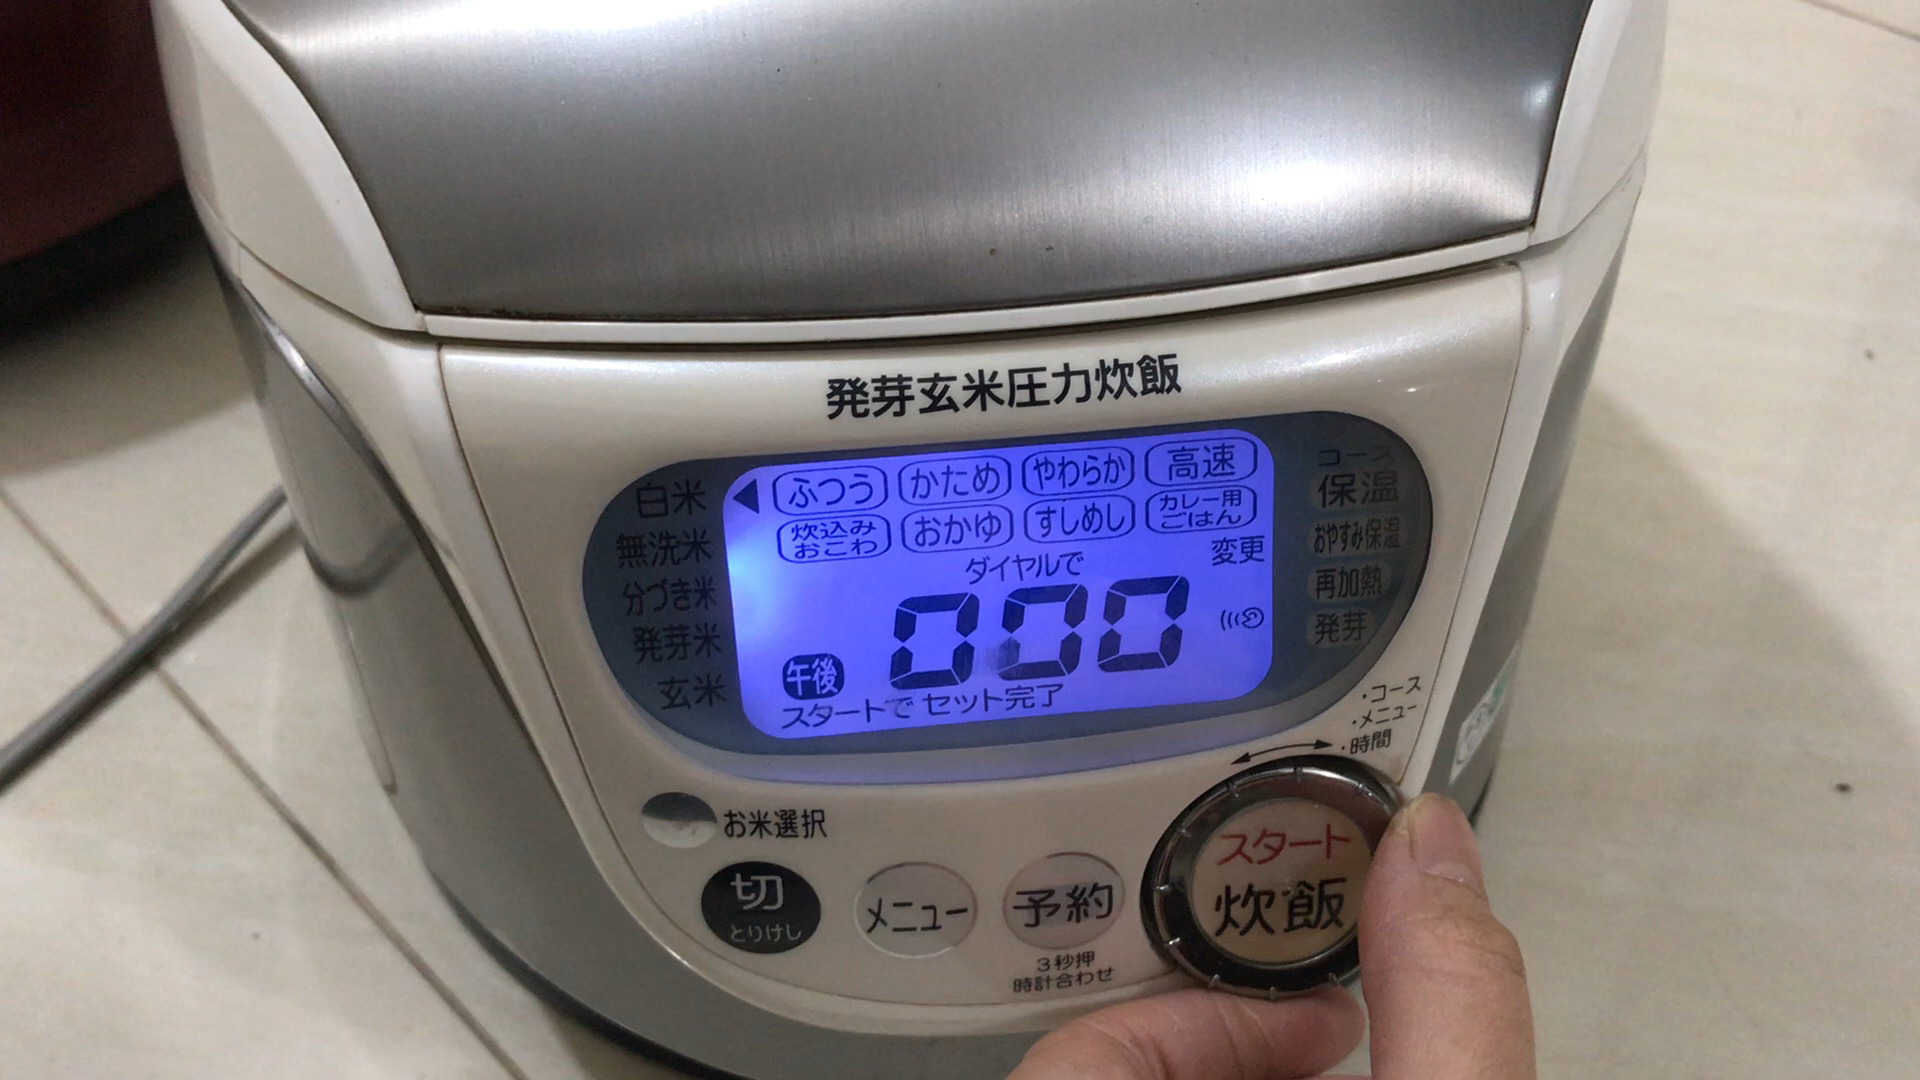 発芽玄米圧力炊飯
白米
無洗米
分づき米
発芽米
玄米
ふつう かため やわらか 高速
炊込み おかゆ すしめし カレー用
おこわ ごはん
ダイヤルで 変更
午後 0:00
スタートで セット完了
コース
保温
おやすみ保温
再加熱
発芽
・コース
・メニュー
・時間
お米選択
切
とりけし
メニュー
予約
3秒押
時計合わせ
スタート
炊飯